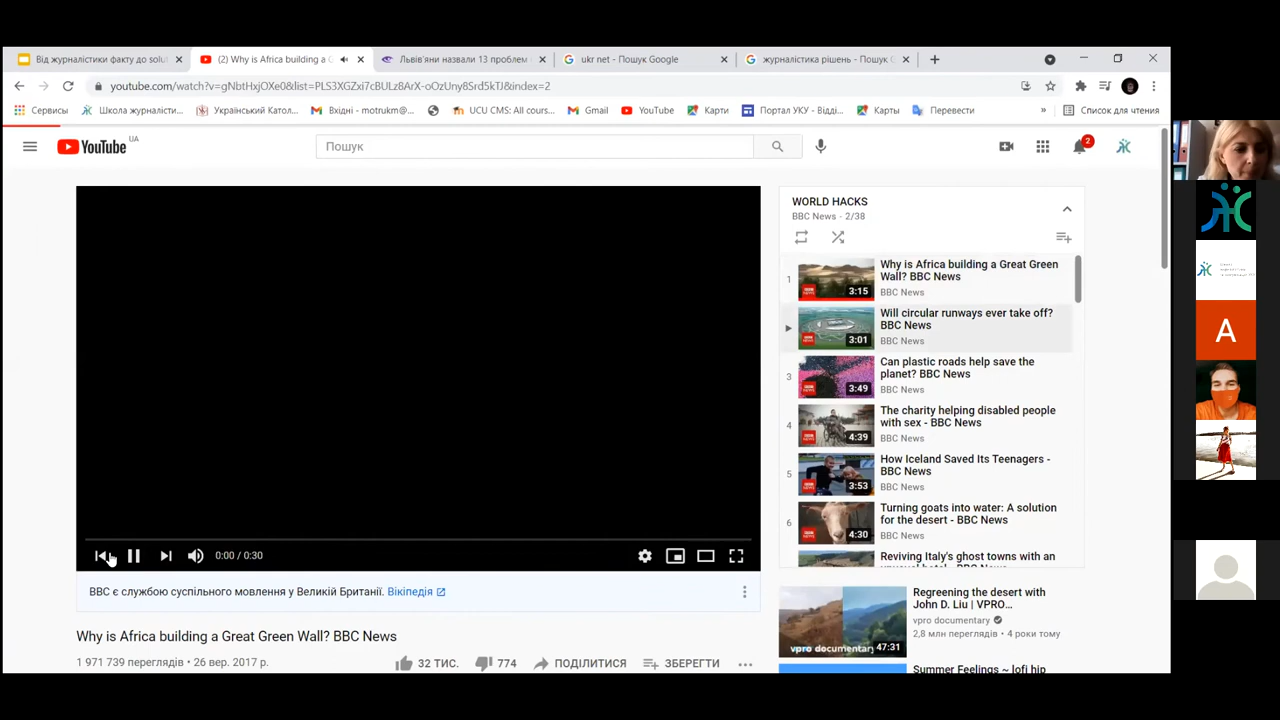 Від журналістики факту до solut
(2) Why is Africa building a G
Львів'яни назвали 13 проблем
ukr net - Пошук Google
журналістика рішень - Пошук G
youtube.com/watch?v=gNbtHxjOXe0&list=PLS3XGZxi7cBULz8ArX-oOzUny8Srd5kTJ&index=2
Сервисы
Школа журналісти...
Український Католи...
Вхідні - motrukm@...
UCU CMS: All cours...
Gmail
YouTube
Карти
Портал УКУ - Відді...
Карты
Перевести
»
Список для чтения
YouTube UA
Пошук
2
WORLD HACKS
BBC News - 2/38
1
Why is Africa building a Great Green
Wall? BBC News
BBC News
3:15
Will circular runways ever take off?
BBC News
BBC News
3:01
3
Can plastic roads help save the
planet? BBC News
BBC News
3:49
4
The charity helping disabled people
with sex - BBC News
BBC News
4:39
5
How Iceland Saved Its Teenagers -
BBC News
BBC News
3:53
6
Turning goats into water: A solution
for the desert - BBC News
BBC News
4:30
Reviving Italy's ghost towns with an
0:00 / 0:30
BBC є службою суспільного мовлення у Великій Британії. Вікіпедія
Why is Africa building a Great Green Wall? BBC News
1 971 739 переглядів • 26 вер. 2017 р.
32 ТИС.
774
ПОДІЛИТИСЯ
ЗБЕРЕГТИ
Regreening the desert with
John D. Liu | VPRO...
vpro documentary
2,8 млн переглядів • 4 роки тому
vpro documentary
47:31
Summer Feelings ~ lofi hip
A